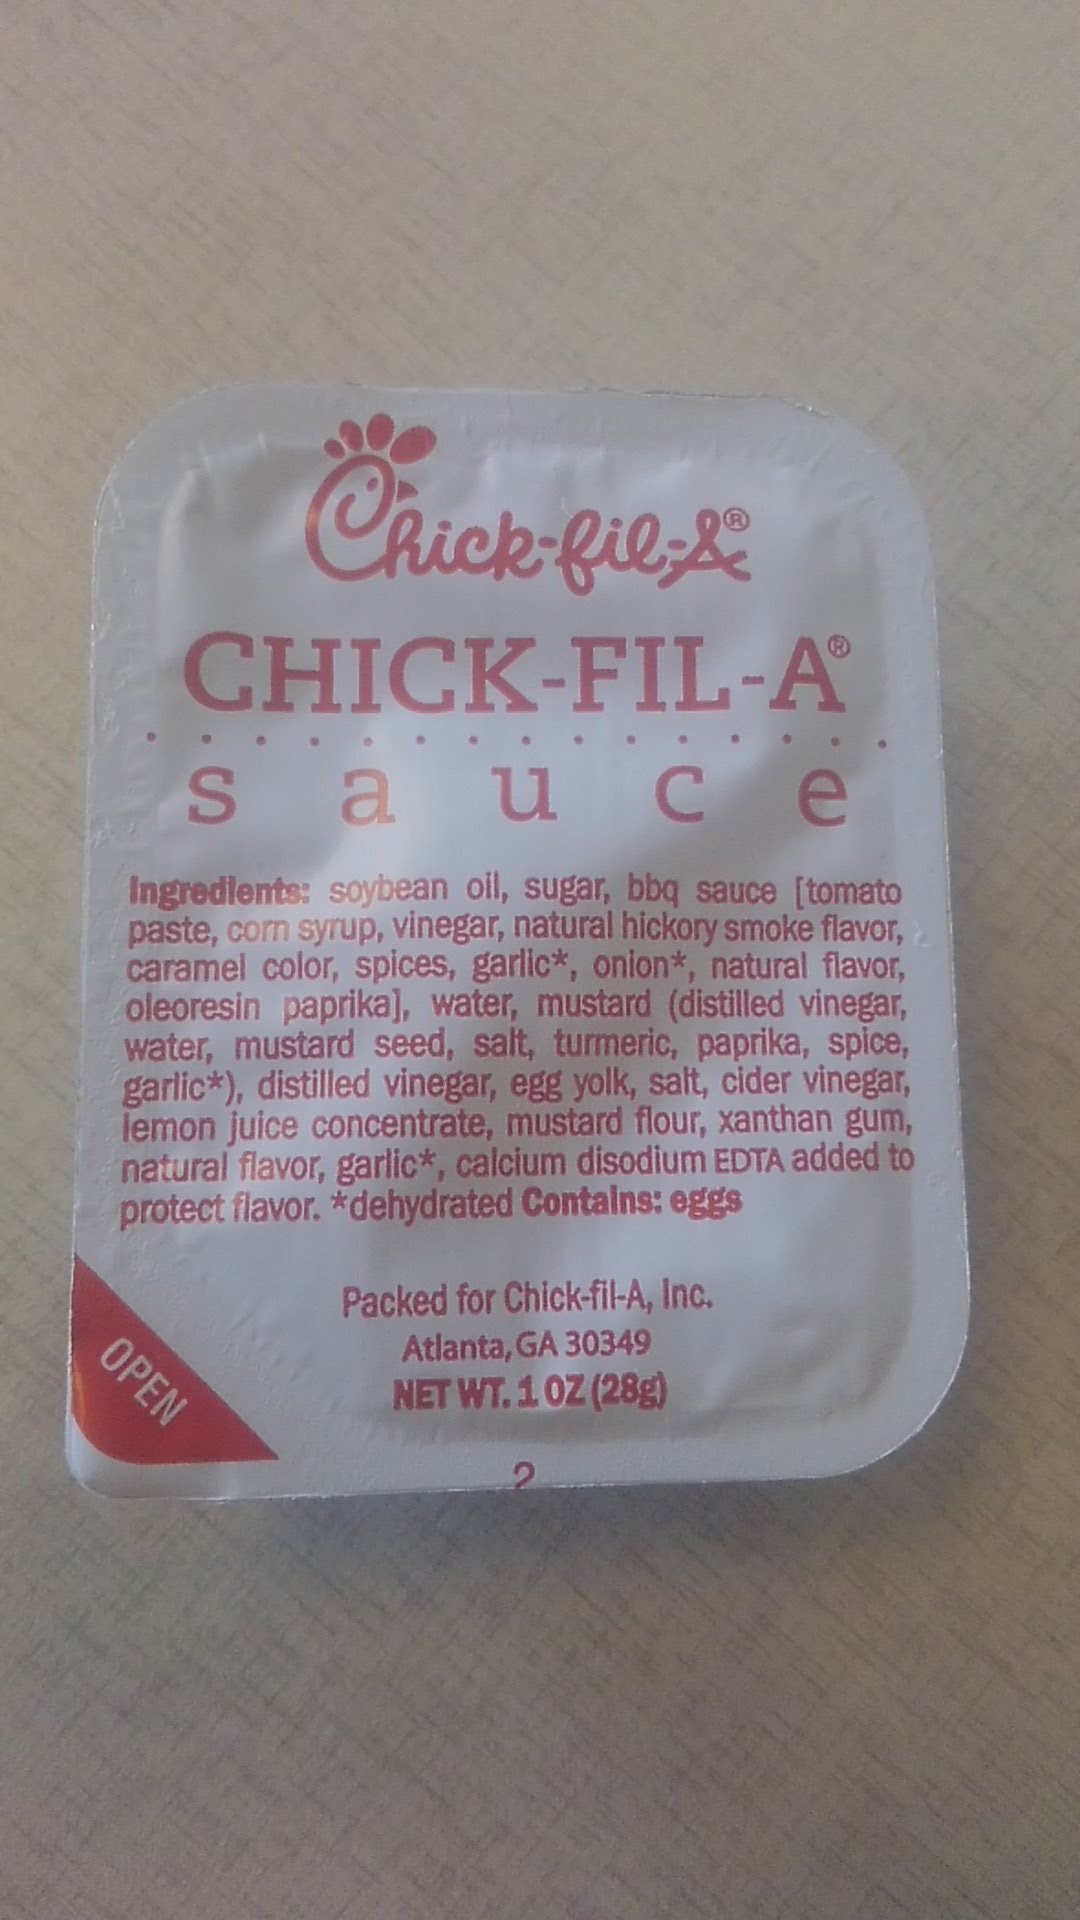 Chick-fil-A®
CHICK-FIL-A®
sauce
Ingredients: soybean oil, sugar, bbq sauce [tomato
paste, corn syrup, vinegar, natural hickory smoke flavor,
caramel color, spices, garlic*, onion*, natural flavor,
oleoresin paprika], water, mustard (distilled vinegar,
water, mustard seed, salt, turmeric, paprika, spice,
garlic*), distilled vinegar, egg yolk, salt, cider vinegar,
lemon juice concentrate, mustard flour, xanthan gum,
natural flavor, garlic*, calcium disodium EDTA added to
protect flavor. *dehydrated Contains: eggs
Packed for Chick-fil-A, Inc.
Atlanta, GA 30349
NET WT. 1 OZ (28g)
OPEN
2